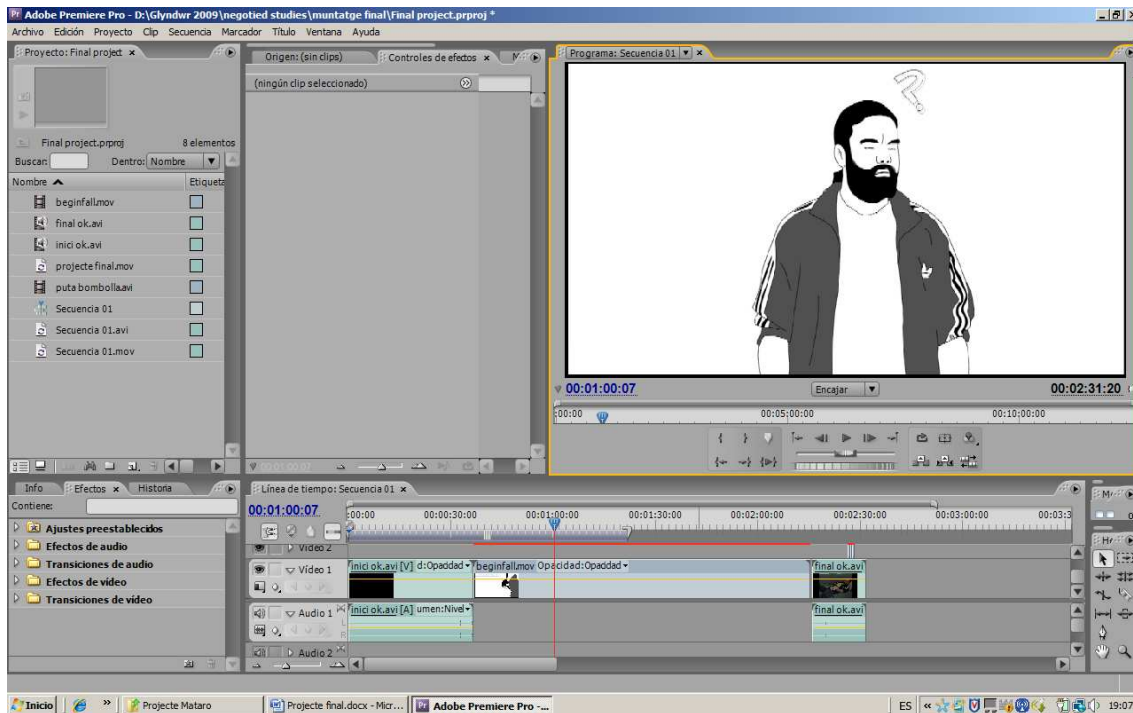 Adobe Premiere Pro - D:\Glyndwr 2009\negotied studies\muntatge final\Final project.prproj *
Archivo Edición Proyecto Clip Secuencia Marcador Título Ventana Ayuda
Proyecto: Final project
Final project.prproj 8 elementos
Buscar: Dentro: Nombre
Nombre Etiqueta
beginfall.mov
final ok.avi
inici ok.avi
projecte final.mov
puta bombolla.avi
Secuencia 01
Secuencia 01.avi
Secuencia 01.mov
Origen: (sin clips) Controles de efectos
(ningún clip seleccionado)
00:01:00:07
Programa: Secuencia 01
?
00:01:00:07 Encajar 00:02:31:20
:00:00 00:05:00:00 00:10:00:00
Info Efectos Historia
Contiene:
Ajustes preestablecidos
Efectos de audio
Transiciones de audio
Efectos de vídeo
Transiciones de vídeo
Línea de tiempo: Secuencia 01
00:01:00:07
:00:00 00:00:30:00 00:01:00:00 00:01:30:00 00:02:00:00 00:02:30:00 00:03:00:00 00:03:3
Vídeo 2
Vídeo 1 inici ok.avi [V] d:Opacidad beginfall.mov Opacidad:Opacidad final ok.avi
Audio 1 inici ok.avi [A] umen:Nivel final ok.avi
L
R
Audio 2
Inicio Projecte Mataro Projecte final.docx - Micr... Adobe Premiere Pro -... ES 19:07